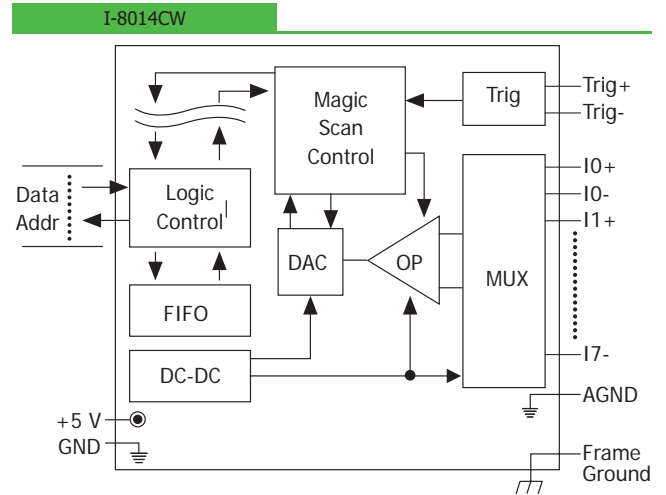 I-8014CW
Magic
Scan
Control
Trig
Trig+
Trig-
I0+
I0-
I1+
Data
Addr
Logic
Control
DAC
OP
MUX
FIFO
DC-DC
I7-
AGND
+5 V
GND
Frame
Ground